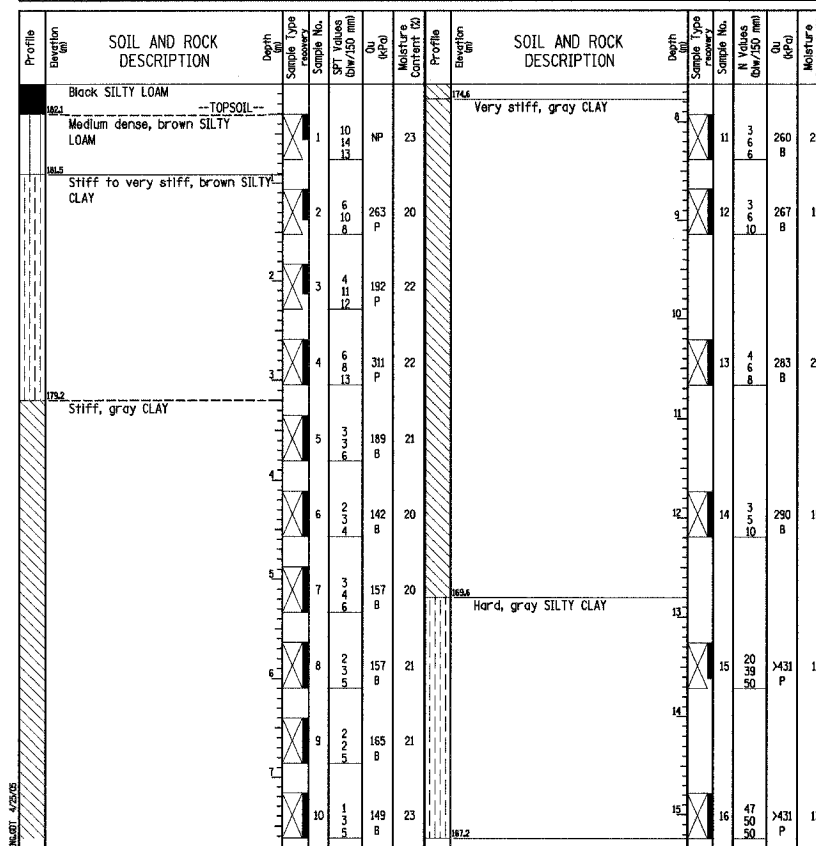 Profile
Elevation (m)
SOIL AND ROCK
DESCRIPTION
Depth (m)
Sample Type
recovery
Sample No.
SPT Values
(blw/150 mm)
Qu
(kPa)
Moisture
Content (%)
Black SILTY LOAM
--TOPSOIL--
182.1
Medium dense, brown SILTY
LOAM
1
10
14
13
NP
23
181.5
1
Stiff to very stiff, brown SILTY
CLAY
2
6
10
8
263
P
20
2
3
4
11
12
192
P
22
4
6
8
13
311
P
22
3
179.2
Stiff, gray CLAY
5
3
3
6
189
B
21
4
6
2
3
4
142
B
20
5
7
3
4
6
157
B
20
8
2
3
5
157
B
21
6
9
2
2
5
165
B
21
7
10
1
3
5
149
B
23
4/25/05
Profile
Elevation (m)
SOIL AND ROCK
DESCRIPTION
Depth (m)
Sample Type
recovery
Sample No.
N Values
(blw/150 mm)
Qu
(kPa)
Moisture
174.6
Very stiff, gray CLAY
8
11
3
6
6
260
B
9
12
3
6
10
267
B
10
13
4
6
8
283
B
11
12
14
3
5
10
290
B
169.6
Hard, gray SILTY CLAY
13
15
20
39
50
>431
P
14
15
16
47
50
50
>431
P
167.2